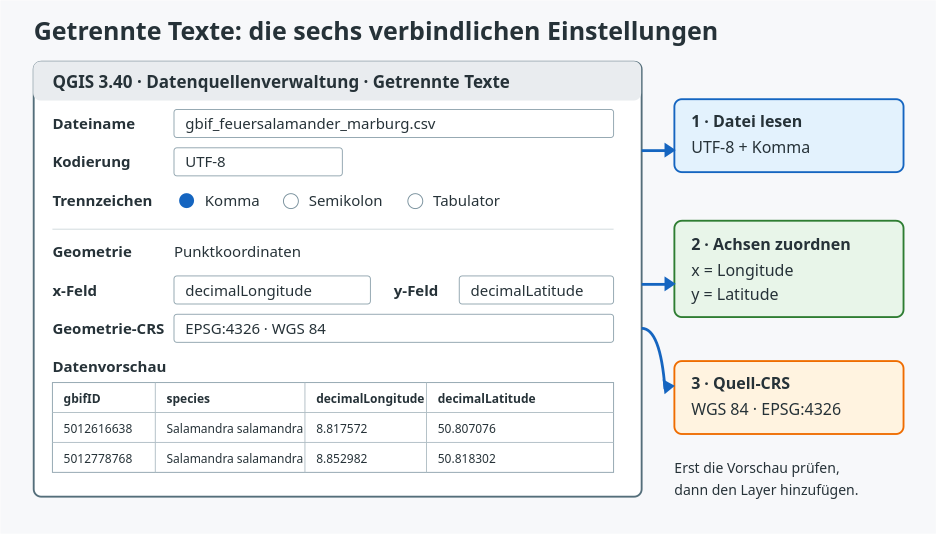 Getrennte Texte: die sechs verbindlichen Einstellungen
QGIS 3.40 · Datenquellenverwaltung · Getrennte Texte
Dateiname gbif_feuersalamander_marburg.csv
Kodierung UTF-8
Trennzeichen Komma Semikolon Tabulator
Geometrie Punktkoordinaten
x-Feld decimalLongitude y-Feld decimalLatitude
Geometrie-CRS EPSG:4326 · WGS 84
Datenvorschau
gbifID species decimalLongitude decimalLatitude
5012616638 Salamandra salamandra 8.817572 50.807076
5012778768 Salamandra salamandra 8.852982 50.818302
1 · Datei lesen
UTF-8 + Komma
2 · Achsen zuordnen
x = Longitude
y = Latitude
3 · Quell-CRS
WGS 84 · EPSG:4326
Erst die Vorschau prüfen,
dann den Layer hinzufügen.